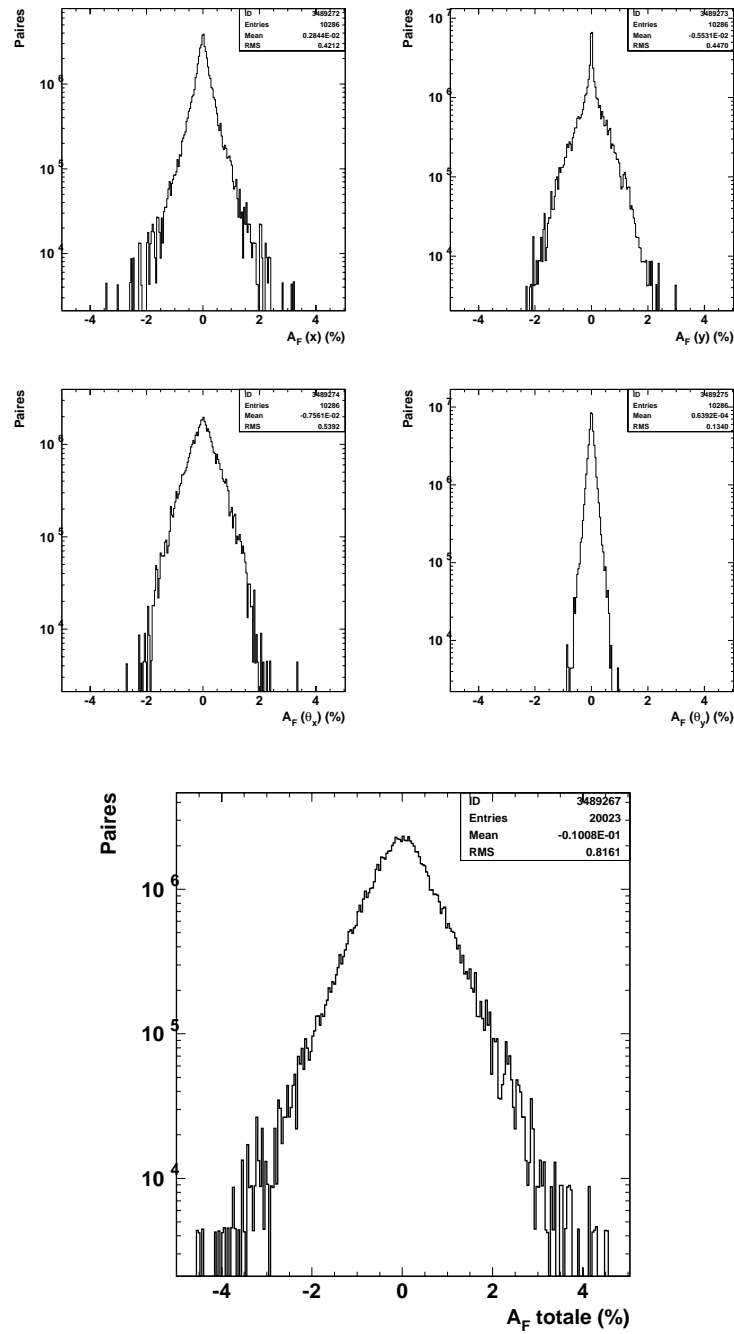 ID 3489272
Entries 10286
Mean 0.2844E-02
RMS 0.4212
Paires
10^6
10^5
10^4
-4 -2 0 2 4
A_F (x) (%)
ID 3489273
Entries 10286
Mean -0.5531E-02
RMS 0.4470
Paires
10^7
10^6
10^5
10^4
-4 -2 0 2 4
A_F (y) (%)
ID 3489274
Entries 10286
Mean -0.7561E-02
RMS 0.5392
Paires
10^6
10^5
10^4
-4 -2 0 2 4
A_F (θ_x) (%)
ID 3489275
Entries 10286
Mean 0.6392E-04
RMS 0.1340
Paires
10^7
10^6
10^5
10^4
-4 -2 0 2 4
A_F (θ_y) (%)
ID 3489267
Entries 20023
Mean -0.1008E-01
RMS 0.8161
Paires
10^6
10^5
10^4
-4 -2 0 2 4
A_F totale (%)